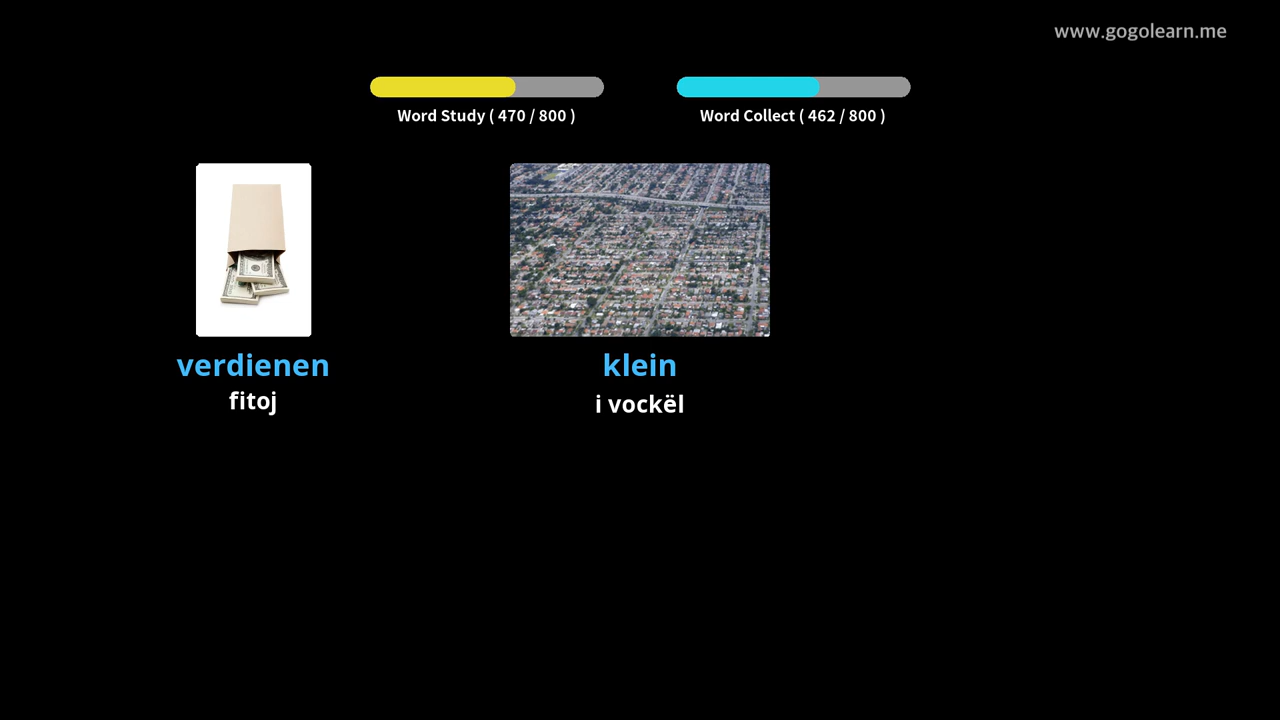 www.gogolearn.me
Word Study ( 470 / 800 )
Word Collect ( 462 / 800 )
verdienen
fitoj
klein
i vockël